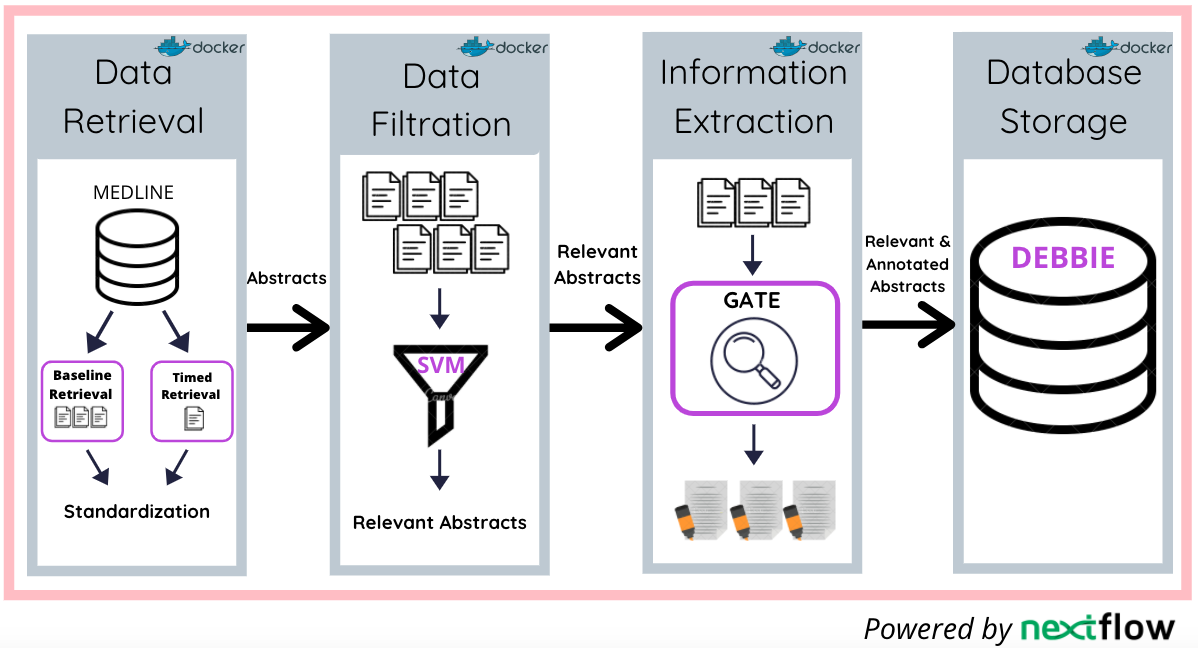 docker
Data
Retrieval
MEDLINE
Baseline
Retrieval
Timed
Retrieval
Standardization
Abstracts
docker
Data
Filtration
SVM
Canva
Relevant Abstracts
Relevant
Abstracts
docker
Information
Extraction
GATE
Relevant &
Annotated
Abstracts
docker
Database
Storage
DEBBIE
Powered by nextflow